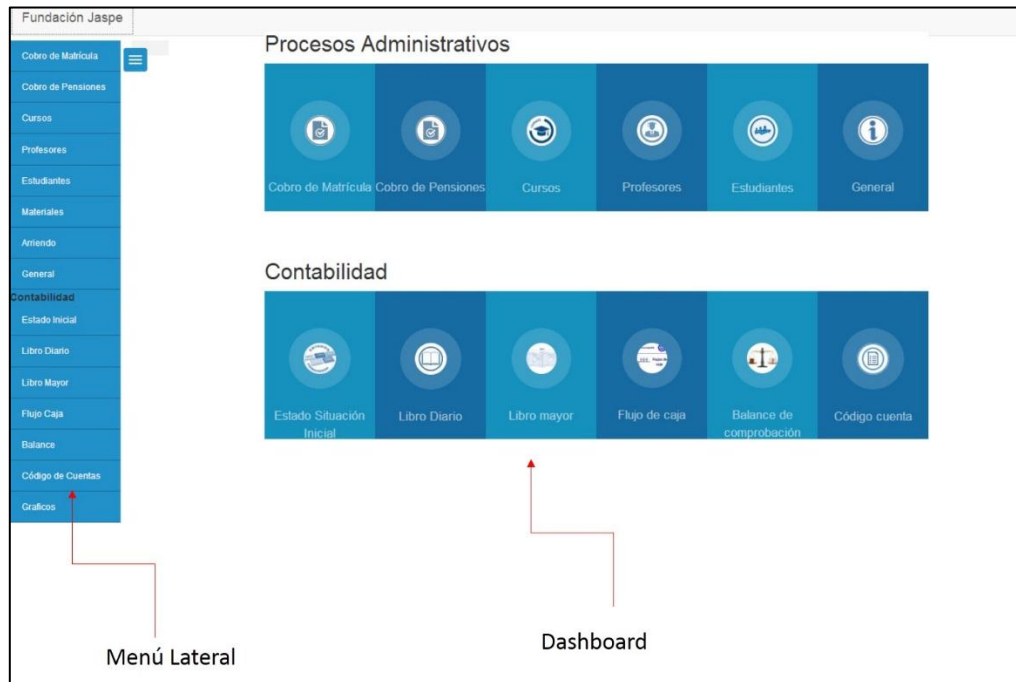 Fundación Jaspe
Cobro de Matrícula
Cobro de Pensiones
Cursos
Profesores
Estudiantes
Materiales
Arriendo
General
Contabilidad
Estado Inicial
Libro Diario
Libro Mayor
Flujo Caja
Balance
Código de Cuentas
Graficos
Procesos Administrativos
Cobro de Matrícula
Cobro de Pensiones
Cursos
Profesores
Estudiantes
General
Contabilidad
Estado Situación
Inicial
Libro Diario
Libro mayor
Flujo de caja
Balance de
comprobación
Código cuenta
Menú Lateral
Dashboard